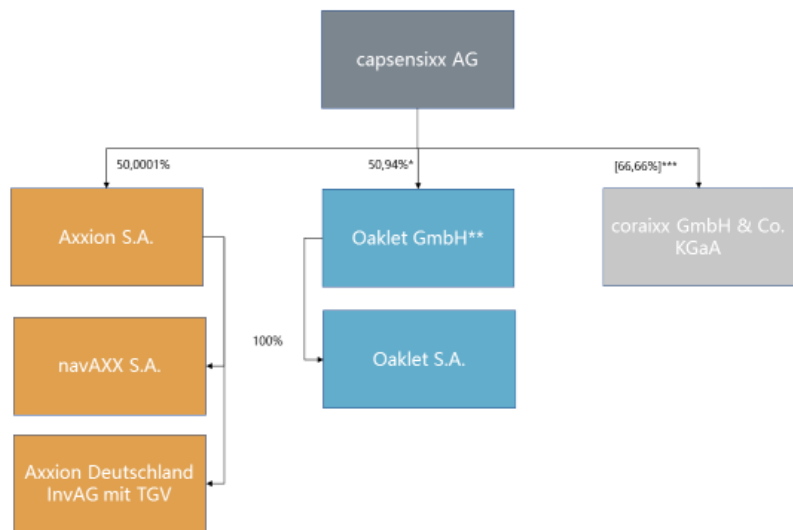 capsensixx AG
50,0001%
50,94%*
[66,66%]***
Axxion S.A.
Oaklet GmbH**
coraixx GmbH & Co.
KGaA
100%
navAXX S.A.
Oaklet S.A.
Axxion Deutschland
InvAG mit TGV